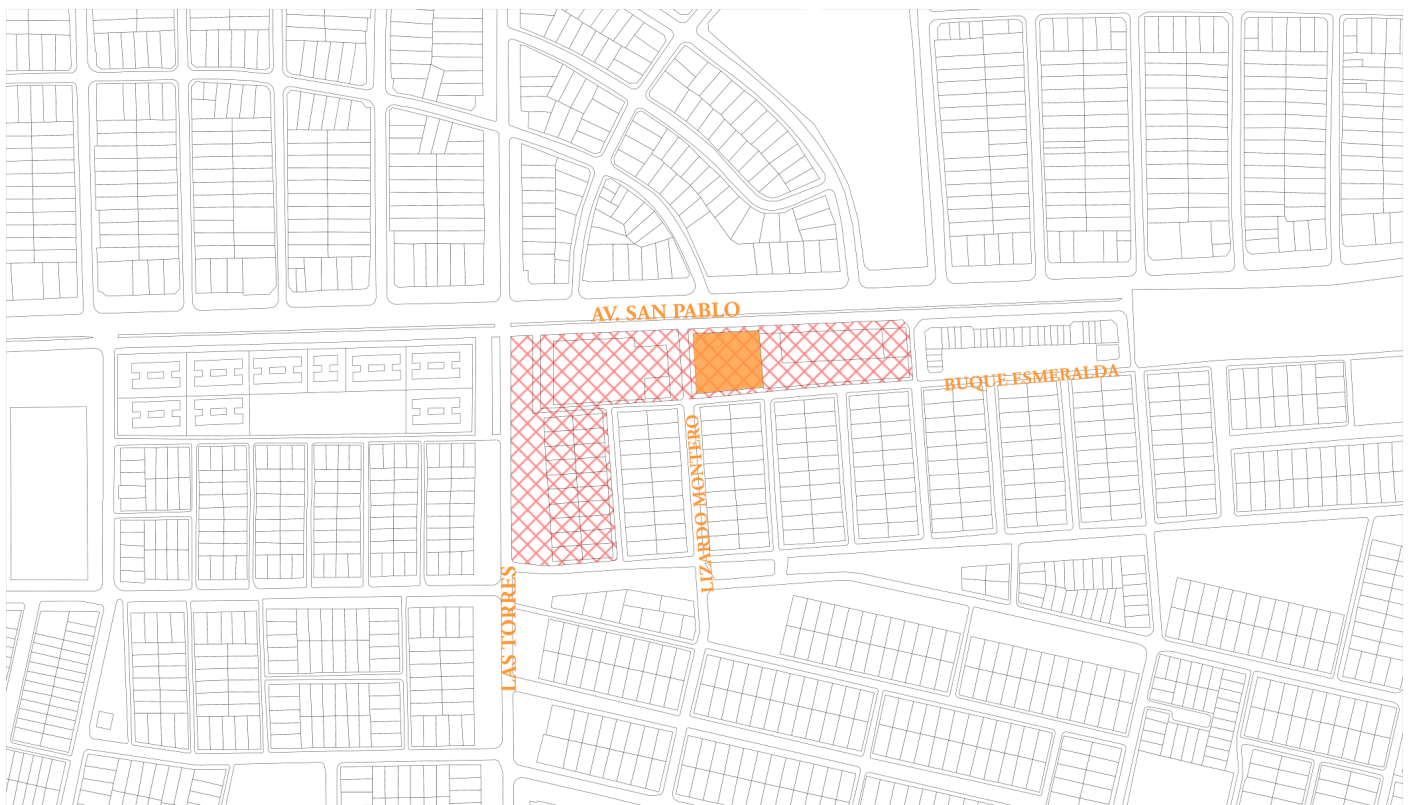 AV. SAN PABLO
BUQUE ESMERALDA
LIZARDO MONTERO
LAS TORRES